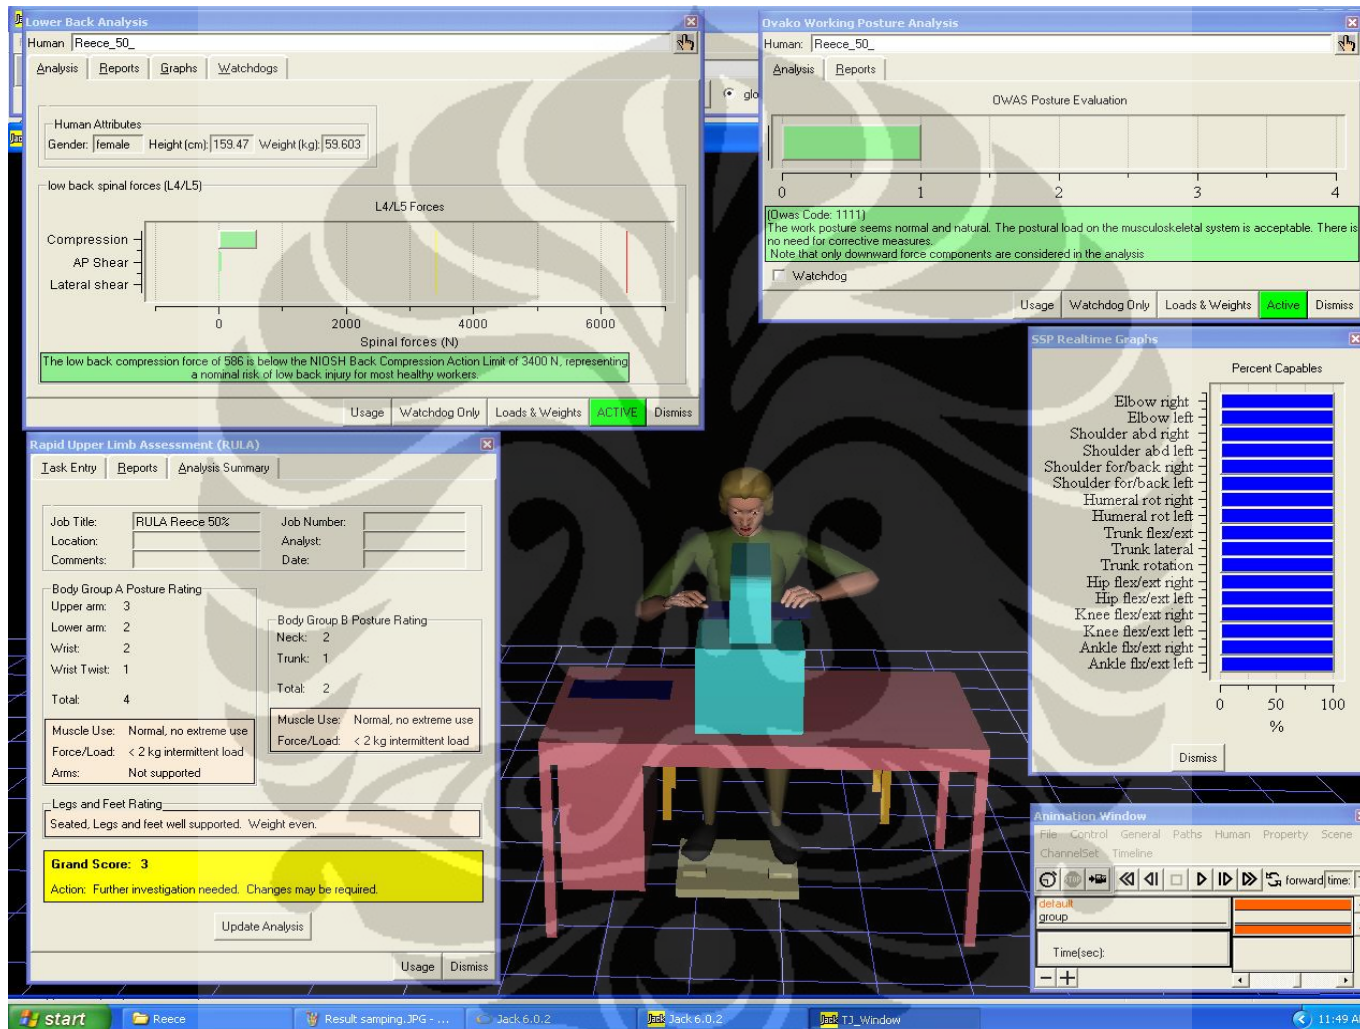 Lower Back Analysis
Human Reece_50_
Analysis Reports Graphs Watchdogs
Human Attributes
Gender: female Height (cm): 159.47 Weight (kg): 59.603
low back spinal forces (L4/L5)
L4/L5 Forces
Compression
AP Shear
Lateral shear
0 2000 4000 6000
Spinal forces (N)
The low back compression force of 586 is below the NIOSH Back Compression Action Limit of 3400 N, representing
a nominal risk of low back injury for most healthy workers.
Usage Watchdog Only Loads & Weights ACTIVE Dismiss
glo
Ovako Working Posture Analysis
Human: Reece_50_
Analysis Reports
OWAS Posture Evaluation
0 1 2 3 4
(Owas Code: 1111)
The work posture seems normal and natural. The postural load on the musculoskeletal system is acceptable. There is
no need for corrective measures.
Note that only downward force components are considered in the analysis
Watchdog
Usage Watchdog Only Loads & Weights Active Dismiss
SSP Realtime Graphs
Percent Capables
Elbow right
Elbow left
Shoulder abd right
Shoulder abd left
Shoulder for/back right
Shoulder for/back left
Humeral rot right
Humeral rot left
Trunk flex/ext
Trunk lateral
Trunk rotation
Hip flex/ext right
Hip flex/ext left
Knee flex/ext right
Knee flex/ext left
Ankle flx/ext right
Ankle flx/ext left
0 50 100
%
Dismiss
Rapid Upper Limb Assessment (RULA)
Task Entry Reports Analysis Summary
Job Title: RULA Reece 50% Job Number:
Location: Analyst:
Comments: Date:
Body Group A Posture Rating
Upper arm: 3
Lower arm: 2
Wrist: 2
Wrist Twist: 1
Total: 4
Muscle Use: Normal, no extreme use
Force/Load: < 2 kg intermittent load
Arms: Not supported
Body Group B Posture Rating
Neck: 2
Trunk: 1
Total: 2
Muscle Use: Normal, no extreme use
Force/Load: < 2 kg intermittent load
Legs and Feet Rating
Seated, Legs and feet well supported. Weight even.
Grand Score: 3
Action: Further investigation needed. Changes may be required.
Update Analysis
Usage Dismiss
Animation Window
File Control General Paths Human Property Scene
ChannelSet Timeline
STOP forward time:
default
group
Time(sec):
start Reece Result samping.JPG - ... Jack 6.0.2 Jack Jack 6.0.2 Jack TJ_Window 11:49 A